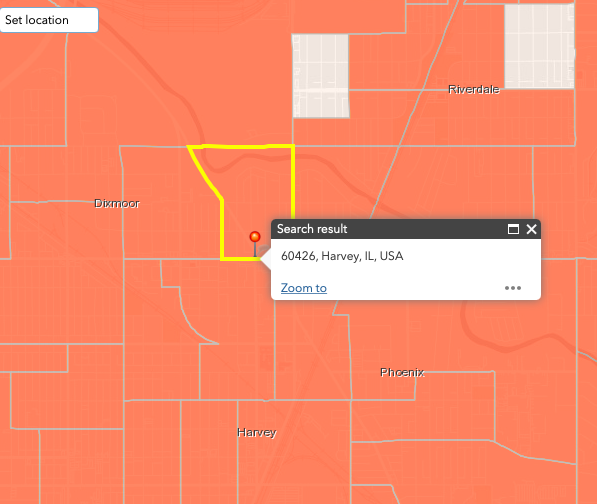 Set location
Riverdale
Dixmoor
Search result
60426, Harvey, IL, USA
Zoom to
Phoenix
Harvey